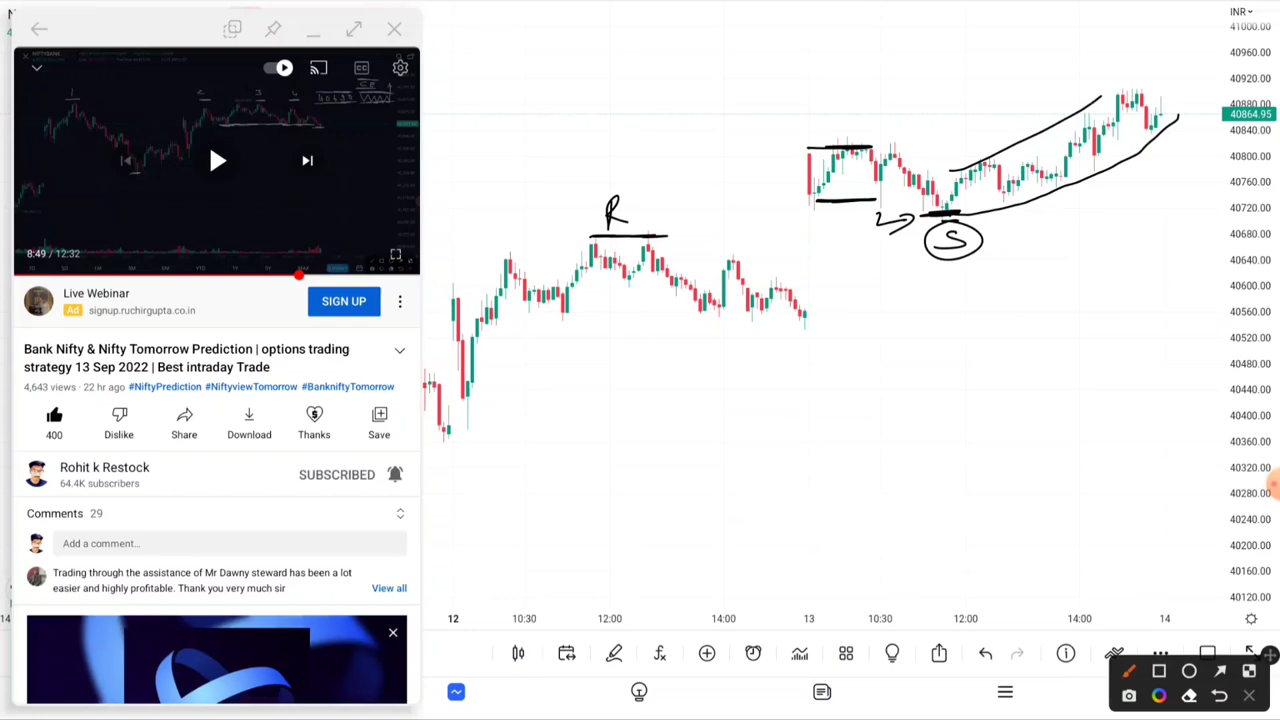 INR
41000.00
40960.00
40920.00
40880.00
40864.95
40840.00
40800.00
40760.00
40720.00
40680.00
40640.00
40600.00
40560.00
40520.00
40480.00
40440.00
40400.00
40360.00
40320.00
40280.00
40240.00
40200.00
40160.00
40120.00
R
S
12
10:30
12:00
14:00
13
10:30
12:00
14:00
14
1
2
3
4
CC
8:49 / 12:32
Live Webinar
Ad signup.ruchirgupta.co.in
SIGN UP
Bank Nifty & Nifty Tomorrow Prediction | options trading
strategy 13 Sep 2022 | Best intraday Trade
4,643 views · 22 hr ago #NiftyPrediction #NiftyviewTomorrow #BankniftyTomorrow
400
Dislike
Share
Download
Thanks
Save
Rohit k Restock
64.4K subscribers
SUBSCRIBED
Comments 29
Add a comment...
Trading through the assistance of Mr Dawny steward has been a lot
easier and highly profitable. Thank you very much sir
View all